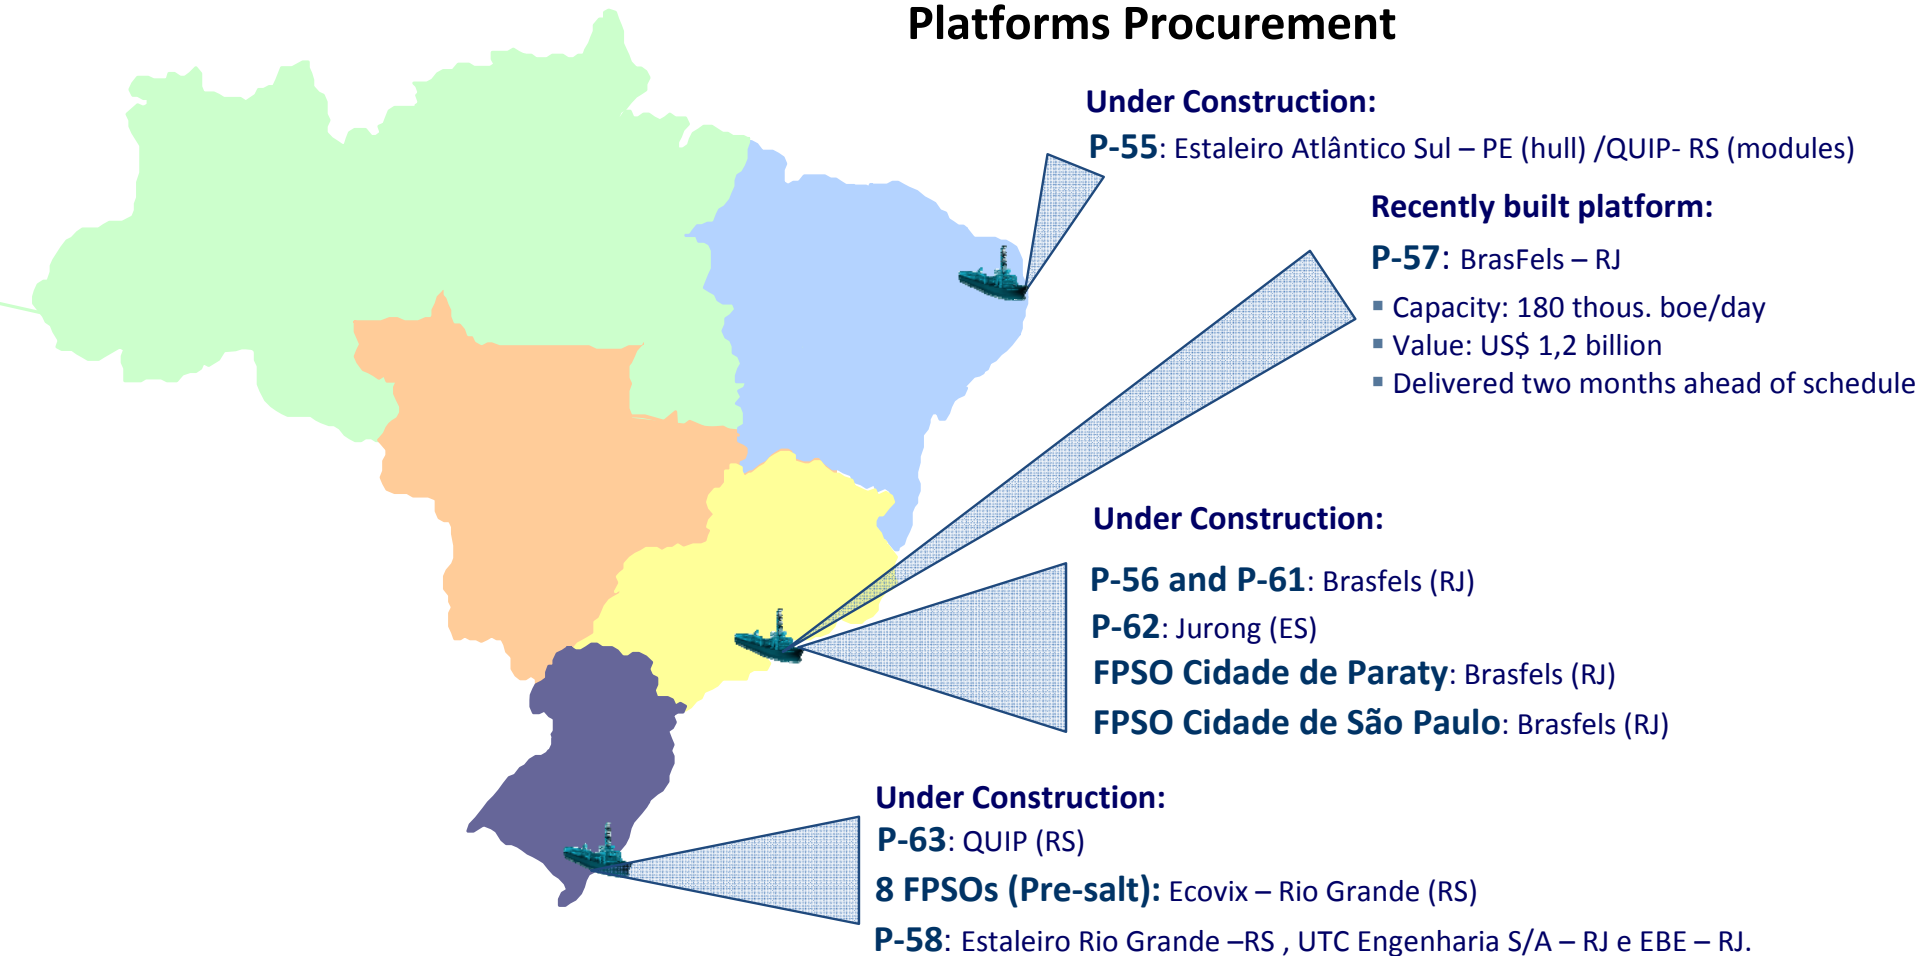 Platforms Procurement
Under Construction:
P-55: Estaleiro Atlântico Sul – PE (hull) /QUIP- RS (modules)
Recently built platform:
P-57: BrasFels – RJ
▪ Capacity: 180 thous. boe/day
▪ Value: US$ 1,2 billion
▪ Delivered two months ahead of schedule
Under Construction:
P-56 and P-61: Brasfels (RJ)
P-62: Jurong (ES)
FPSO Cidade de Paraty: Brasfels (RJ)
FPSO Cidade de São Paulo: Brasfels (RJ)
Under Construction:
P-63: QUIP (RS)
8 FPSOs (Pre-salt): Ecovix – Rio Grande (RS)
P-58: Estaleiro Rio Grande –RS , UTC Engenharia S/A – RJ e EBE – RJ.